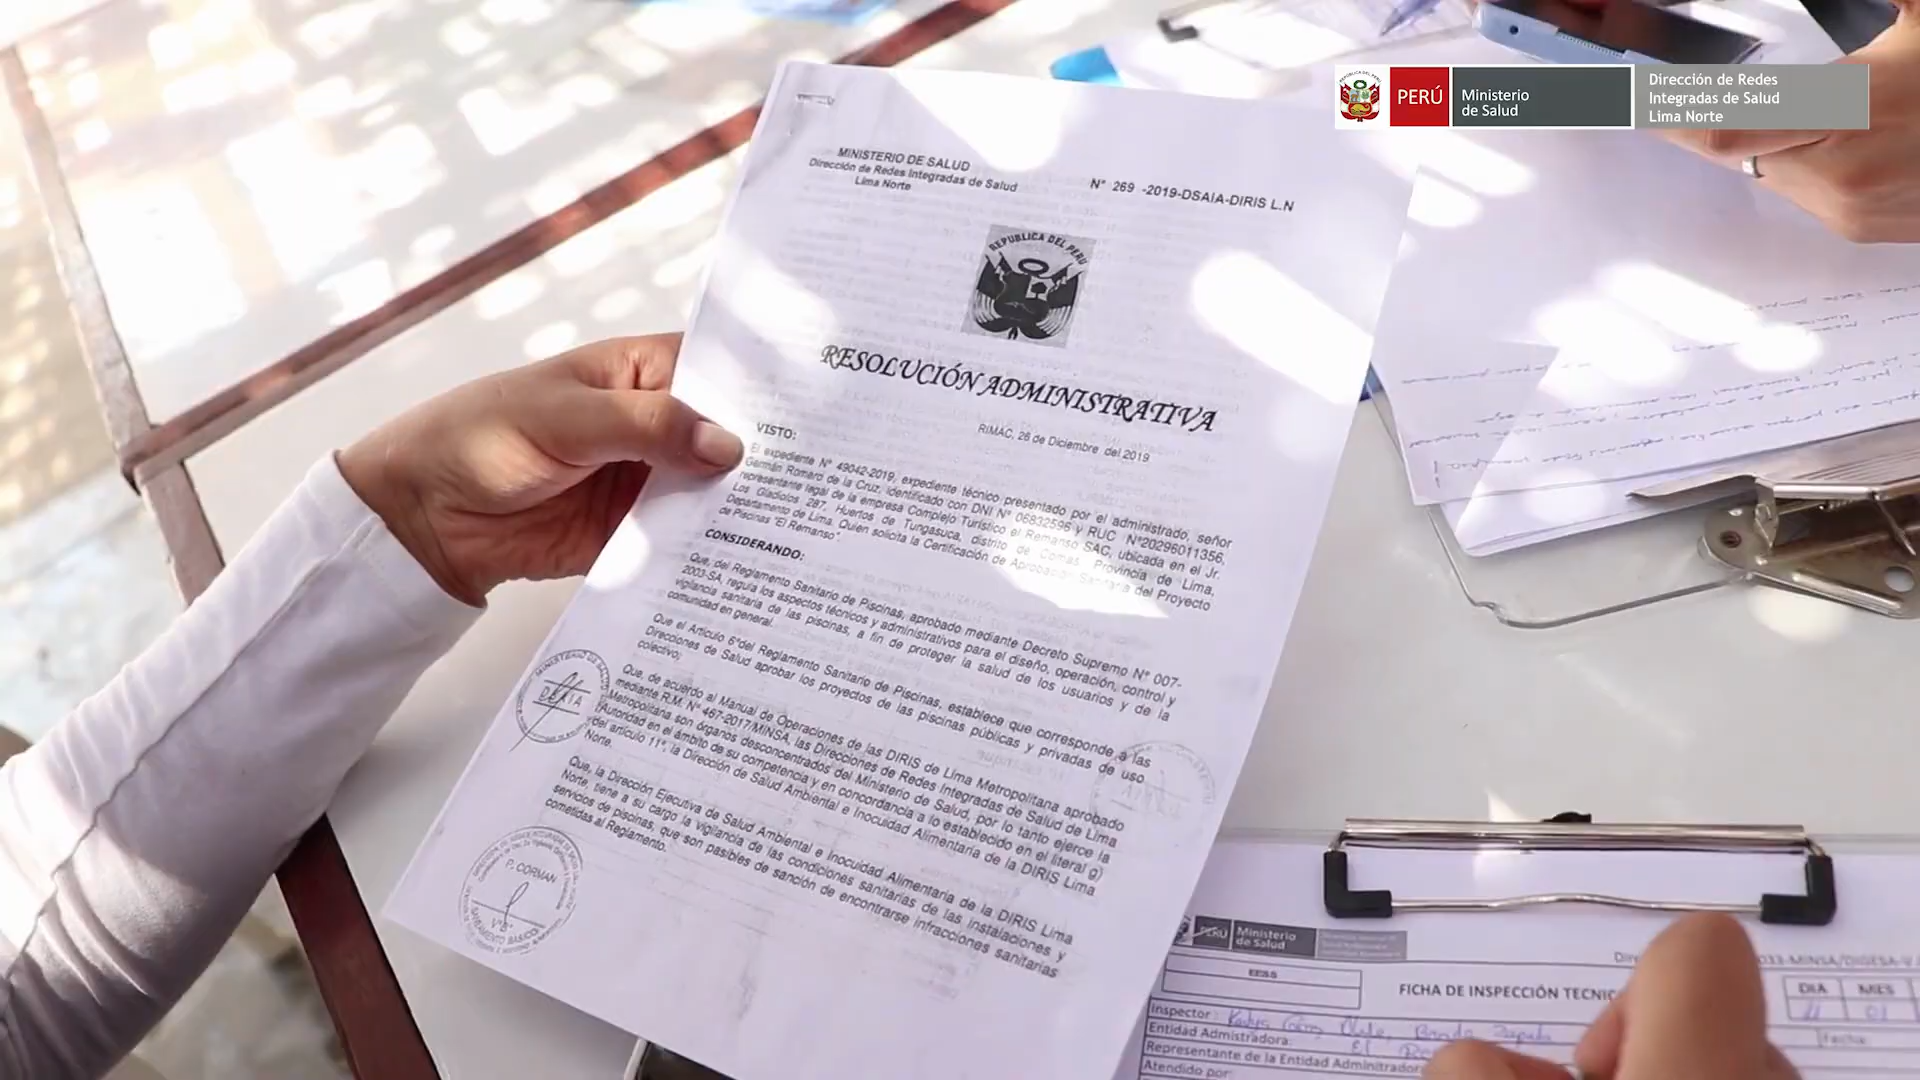 PERÚ
Ministerio
de Salud
Dirección de Redes
Integradas de Salud
Lima Norte
MINISTERIO DE SALUD
Dirección de Redes Integradas de Salud
Lima Norte
N° 269 -2019-DSAIA-DIRIS L.N
REPUBLICA DEL PERU
RESOLUCIÓN ADMINISTRATIVA
RIMAC, 26 de Diciembre del 2019
VISTO:
El expediente N° 49042-2019, expediente técnico presentado por el administrado, señor
Germán Romero de la Cruz, identificado con DNI N° 06832596 y RUC N°20296011356,
representante legal de la empresa Complejo Turístico el Remanso SAC, ubicada en el Jr.
Los Gladiolos 287, Huertos de Tungasuca, distrito de Comas Provincia de Lima,
Departamento de Lima. Quien solicita la Certificación de Aprobación Sanitaria del Proyecto
de Piscinas "El Remanso".
CONSIDERANDO:
Que, del Reglamento Sanitario de Piscinas, aprobado mediante Decreto Supremo N° 007-
2003-SA, regula los aspectos técnicos y administrativos para el diseño, operación, control y
vigilancia sanitaria de las piscinas, a fin de proteger la salud de los usuarios y de la
comunidad en general.
Que el Artículo 6°del Reglamento Sanitario de Piscinas, establece que corresponde a las
Direcciones de Salud aprobar los proyectos de las piscinas públicas y privadas de uso
colectivo;
Que, de acuerdo al Manual de Operaciones de las DIRIS de Lima Metropolitana aprobado
mediante R.M. N° 467-2017/MINSA, las Direcciones de Redes Integradas de Salud de Lima
Metropolitana son órganos desconcentrados del Ministerio de Salud, por lo tanto ejerce la
Autoridad en el ámbito de su competencia y en concordancia a lo establecido en el literal g)
del artículo 11°, la Dirección de Salud Ambiental e Inocuidad Alimentaria de la DIRIS Lima
Norte.
Que, la Dirección Ejecutiva de Salud Ambiental e Inocuidad Alimentaria de la DIRIS Lima
Norte, tiene a su cargo la vigilancia de las condiciones sanitarias de las instalaciones y
servicios de piscinas, que son pasibles de sanción de encontrarse infracciones sanitarias
cometidas al Reglamento.
P. CORMAN
V°B°
PERÚ
Ministerio
de Salud
EESS
FICHA DE INSPECCIÓN TECNIC
033-MINSA/DIGESA-V
DIA MES
11 01
Inspector:
Entidad Admistradora: El
Representante de la Entidad Adminitrador
Atendido por:
fecha